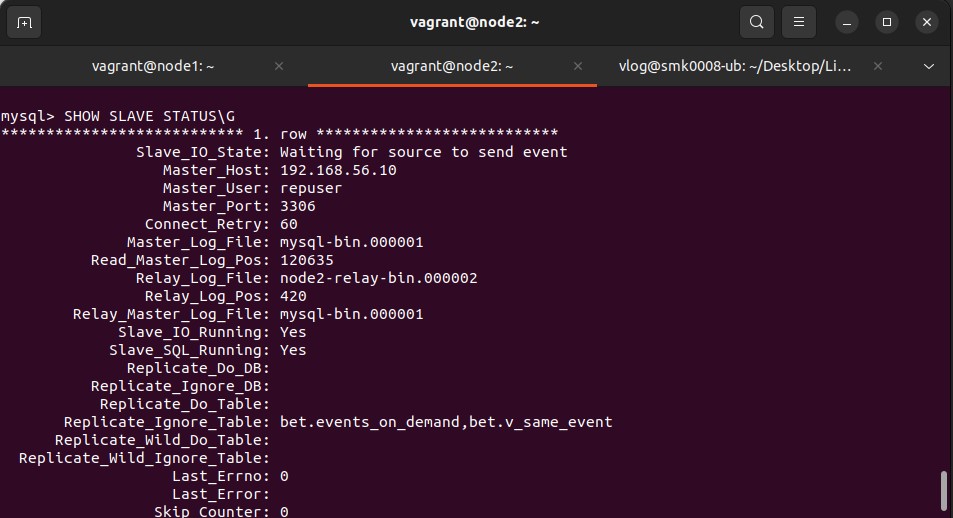 vagrant@node2: ~
vagrant@node1: ~
vagrant@node2: ~
vlog@smk0008-ub: ~/Desktop/Li...
mysql> SHOW SLAVE STATUS\G
*************************** 1. row ***************************
Slave_IO_State: Waiting for source to send event
Master_Host: 192.168.56.10
Master_User: repuser
Master_Port: 3306
Connect_Retry: 60
Master_Log_File: mysql-bin.000001
Read_Master_Log_Pos: 120635
Relay_Log_File: node2-relay-bin.000002
Relay_Log_Pos: 420
Relay_Master_Log_File: mysql-bin.000001
Slave_IO_Running: Yes
Slave_SQL_Running: Yes
Replicate_Do_DB:
Replicate_Ignore_DB:
Replicate_Do_Table:
Replicate_Ignore_Table: bet.events_on_demand,bet.v_same_event
Replicate_Wild_Do_Table:
Replicate_Wild_Ignore_Table:
Last_Errno: 0
Last_Error:
Skip_Counter: 0